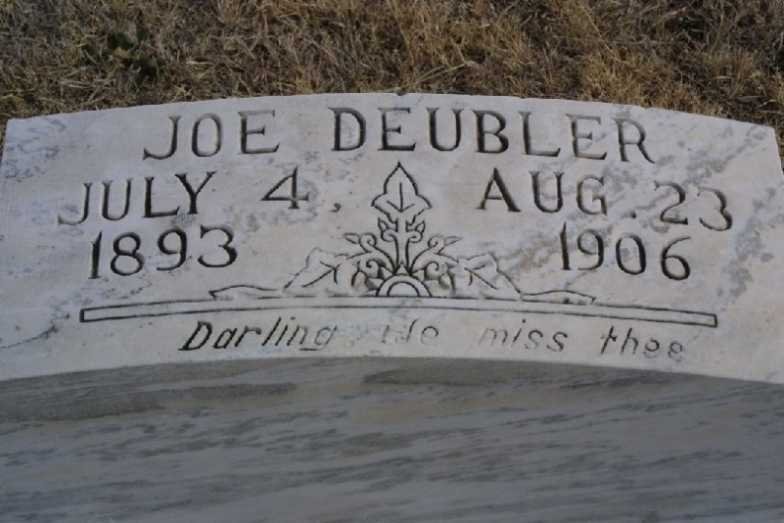 JOE DEUBLER
JULY 4, AUG. 23
1893 1906
Darling We miss thee